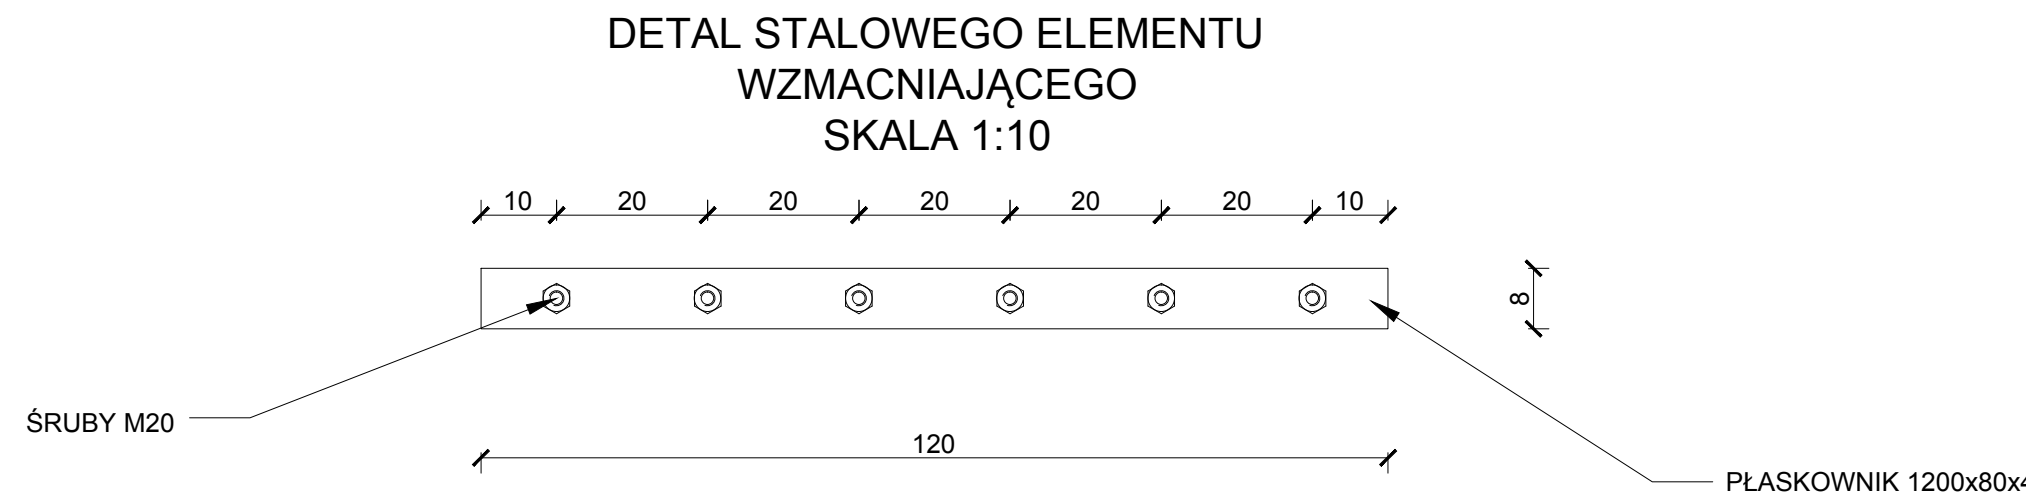 DETAL STALOWEGO ELEMENTU
WZMACNIAJĄCEGO
SKALA 1:10
10 20 20 20 20 20 10
8
ŚRUBY M20
120
PŁASKOWNIK 1200x80x4